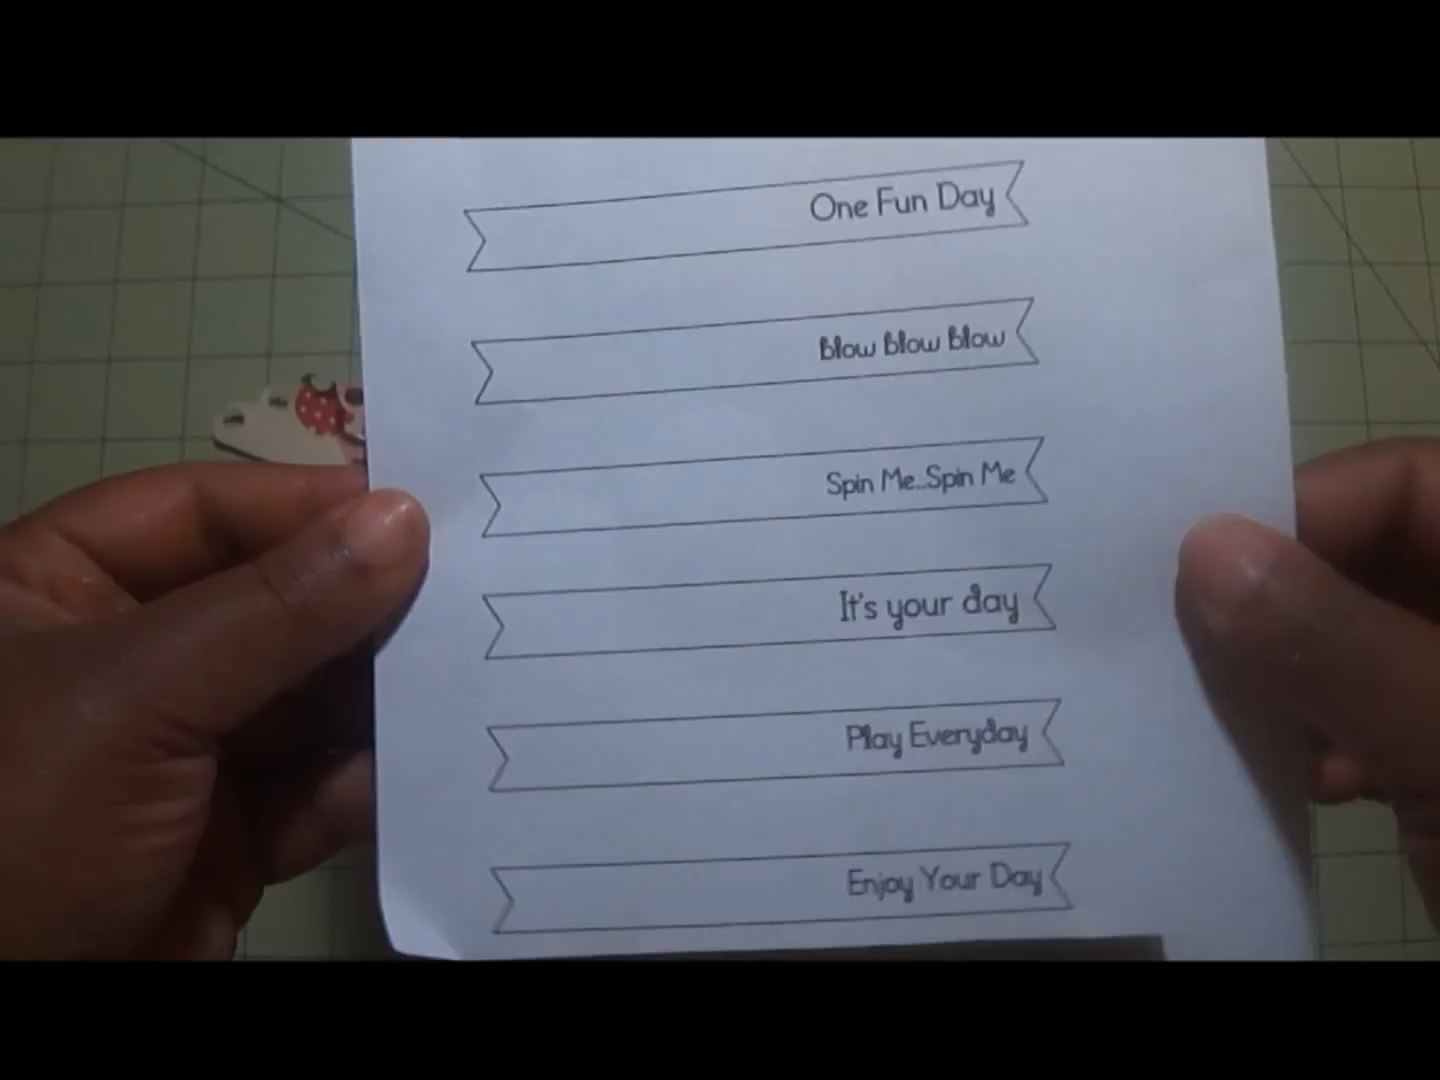 One Fun Day
Blow Blow Blow
Spin Me..Spin Me
It's your day
Play Everyday
Enjoy Your Day